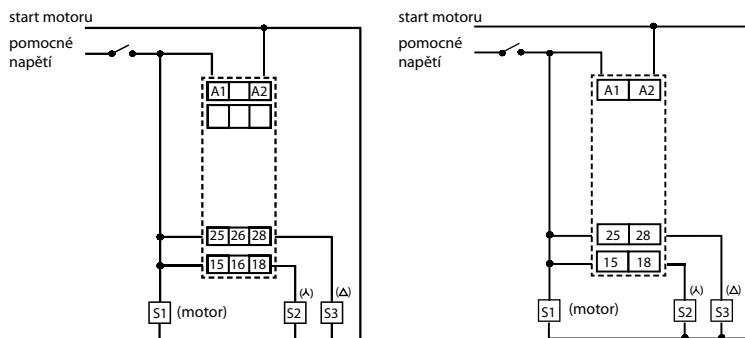 start motoru
pomocné
napětí
A1 A2
25 26 28
15 16 18
S1 (motor) S2 (⅄) S3 (Δ)
start motoru
pomocné
napětí
A1 A2
25 28
15 18
S1 (motor) S2 (⅄) S3 (Δ)